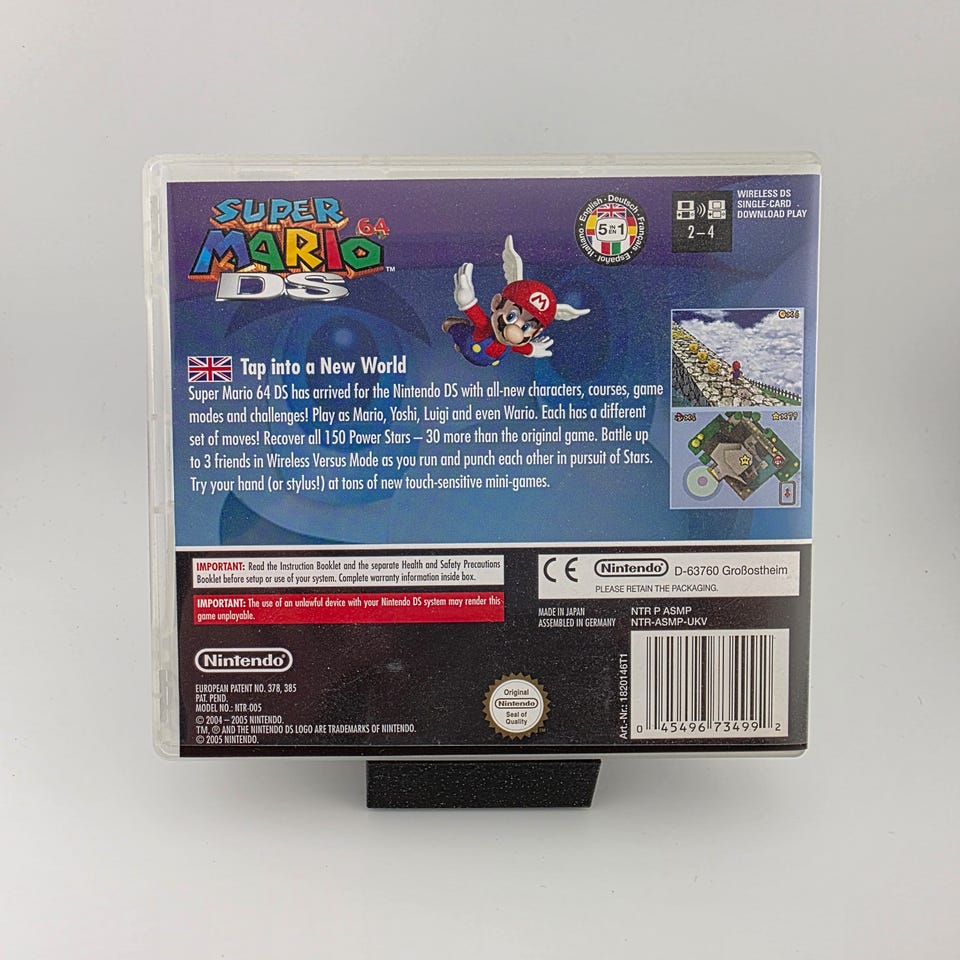 SUPER
MARIO 64
DS™
English · Deutsch · Français · Español · Italiano
5 IN 1
EN
2–4
WIRELESS DS
SINGLE-CARD
DOWNLOAD PLAY
M
Tap into a New World
Super Mario 64 DS has arrived for the Nintendo DS with all-new characters, courses, game
modes and challenges! Play as Mario, Yoshi, Luigi and even Wario. Each has a different
set of moves! Recover all 150 Power Stars – 30 more than the original game. Battle up
to 3 friends in Wireless Versus Mode as you run and punch each other in pursuit of Stars.
Try your hand (or stylus!) at tons of new touch-sensitive mini-games.
IMPORTANT: Read the Instruction Booklet and the separate Health and Safety Precautions
Booklet before setup or use of your system. Complete warranty information inside box.
IMPORTANT: The use of an unlawful device with your Nintendo DS system may render this
game unplayable.
CE Nintendo® D-63760 Großostheim
PLEASE RETAIN THE PACKAGING.
MADE IN JAPAN
ASSEMBLED IN GERMANY
NTR P ASMP
NTR-ASMP-UKV
Nintendo®
EUROPEAN PATENT NO. 378, 385
PAT. PEND.
MODEL NO.: NTR-005
© 2004 – 2005 NINTENDO.
TM, ® AND THE NINTENDO DS LOGO ARE TRADEMARKS OF NINTENDO.
© 2005 NINTENDO.
Original
Nintendo
Seal of
Quality
Art.-Nr.: 1820146T1
0 45496 73499 2